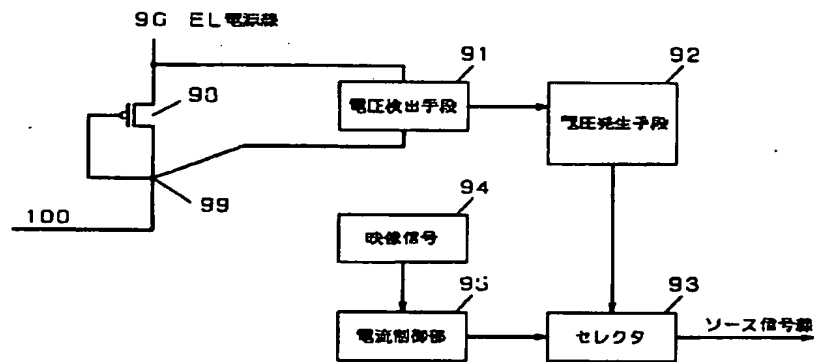 96 EL電源線
90
91
電圧検出手段
92
電圧発生手段
99
100
94
映像信号
95
電流制御部
93
セレクタ
ソース信号線